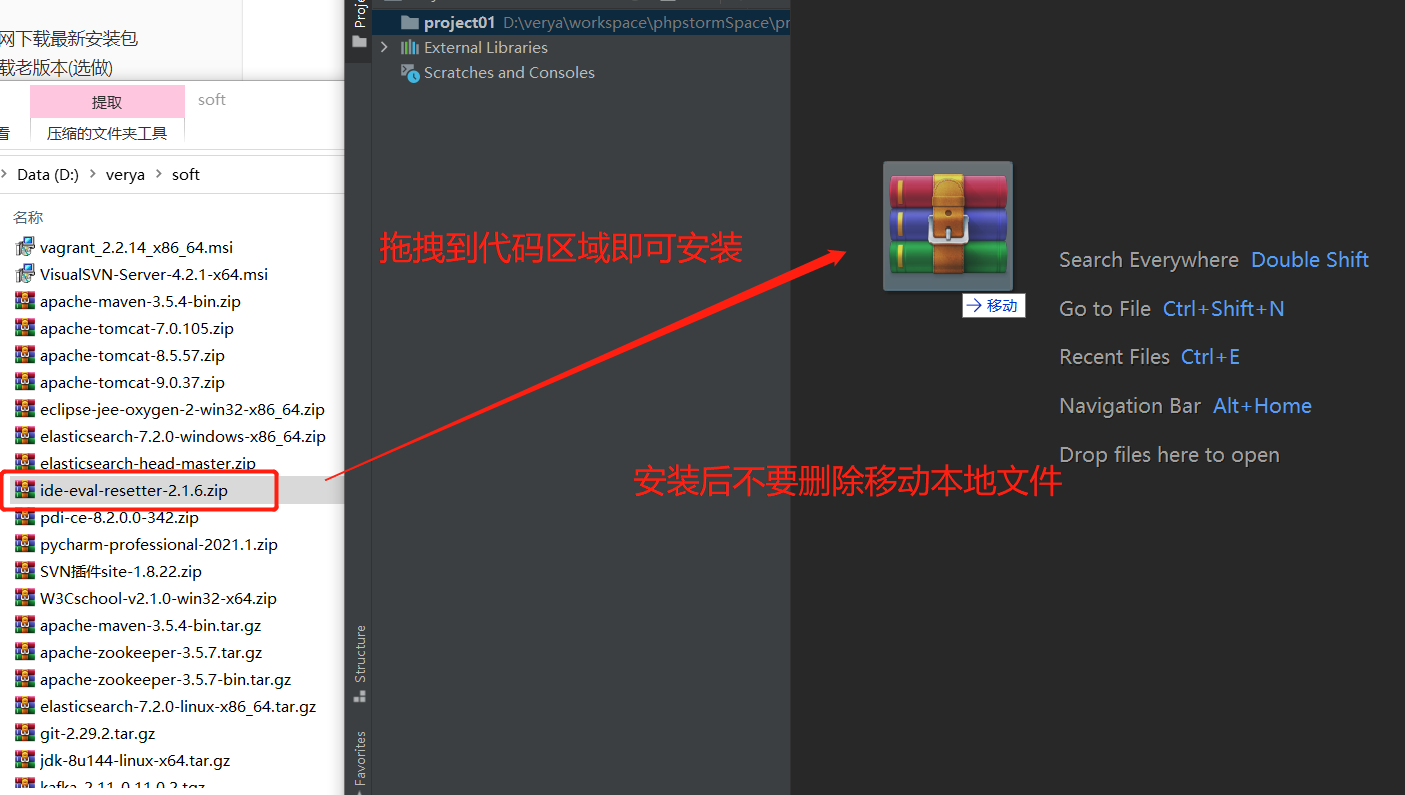 网下载最新安装包
载老版本(选做)
提取
soft
看
压缩的文件夹工具
Data (D:)
verya
soft
名称
vagrant_2.2.14_x86_64.msi
VisualSVN-Server-4.2.1-x64.msi
apache-maven-3.5.4-bin.zip
apache-tomcat-7.0.105.zip
apache-tomcat-8.5.57.zip
apache-tomcat-9.0.37.zip
eclipse-jee-oxygen-2-win32-x86_64.zip
elasticsearch-7.2.0-windows-x86_64.zip
elasticsearch-head-master.zip
ide-eval-resetter-2.1.6.zip
pdi-ce-8.2.0.0-342.zip
pycharm-professional-2021.1.zip
SVN插件site-1.8.22.zip
W3Cschool-v2.1.0-win32-x64.zip
apache-maven-3.5.4-bin.tar.gz
apache-zookeeper-3.5.7.tar.gz
apache-zookeeper-3.5.7-bin.tar.gz
elasticsearch-7.2.0-linux-x86_64.tar.gz
git-2.29.2.tar.gz
jdk-8u144-linux-x64.tar.gz
kafka_2.11-0.11.0.2.tgz
Proje
Structure
Favorites
project01 D:\verya\workspace\phpstormSpace\pr
External Libraries
Scratches and Consoles
拖拽到代码区域即可安装
安装后不要删除移动本地文件
移动
Search Everywhere Double Shift
Go to File Ctrl+Shift+N
Recent Files Ctrl+E
Navigation Bar Alt+Home
Drop files here to open